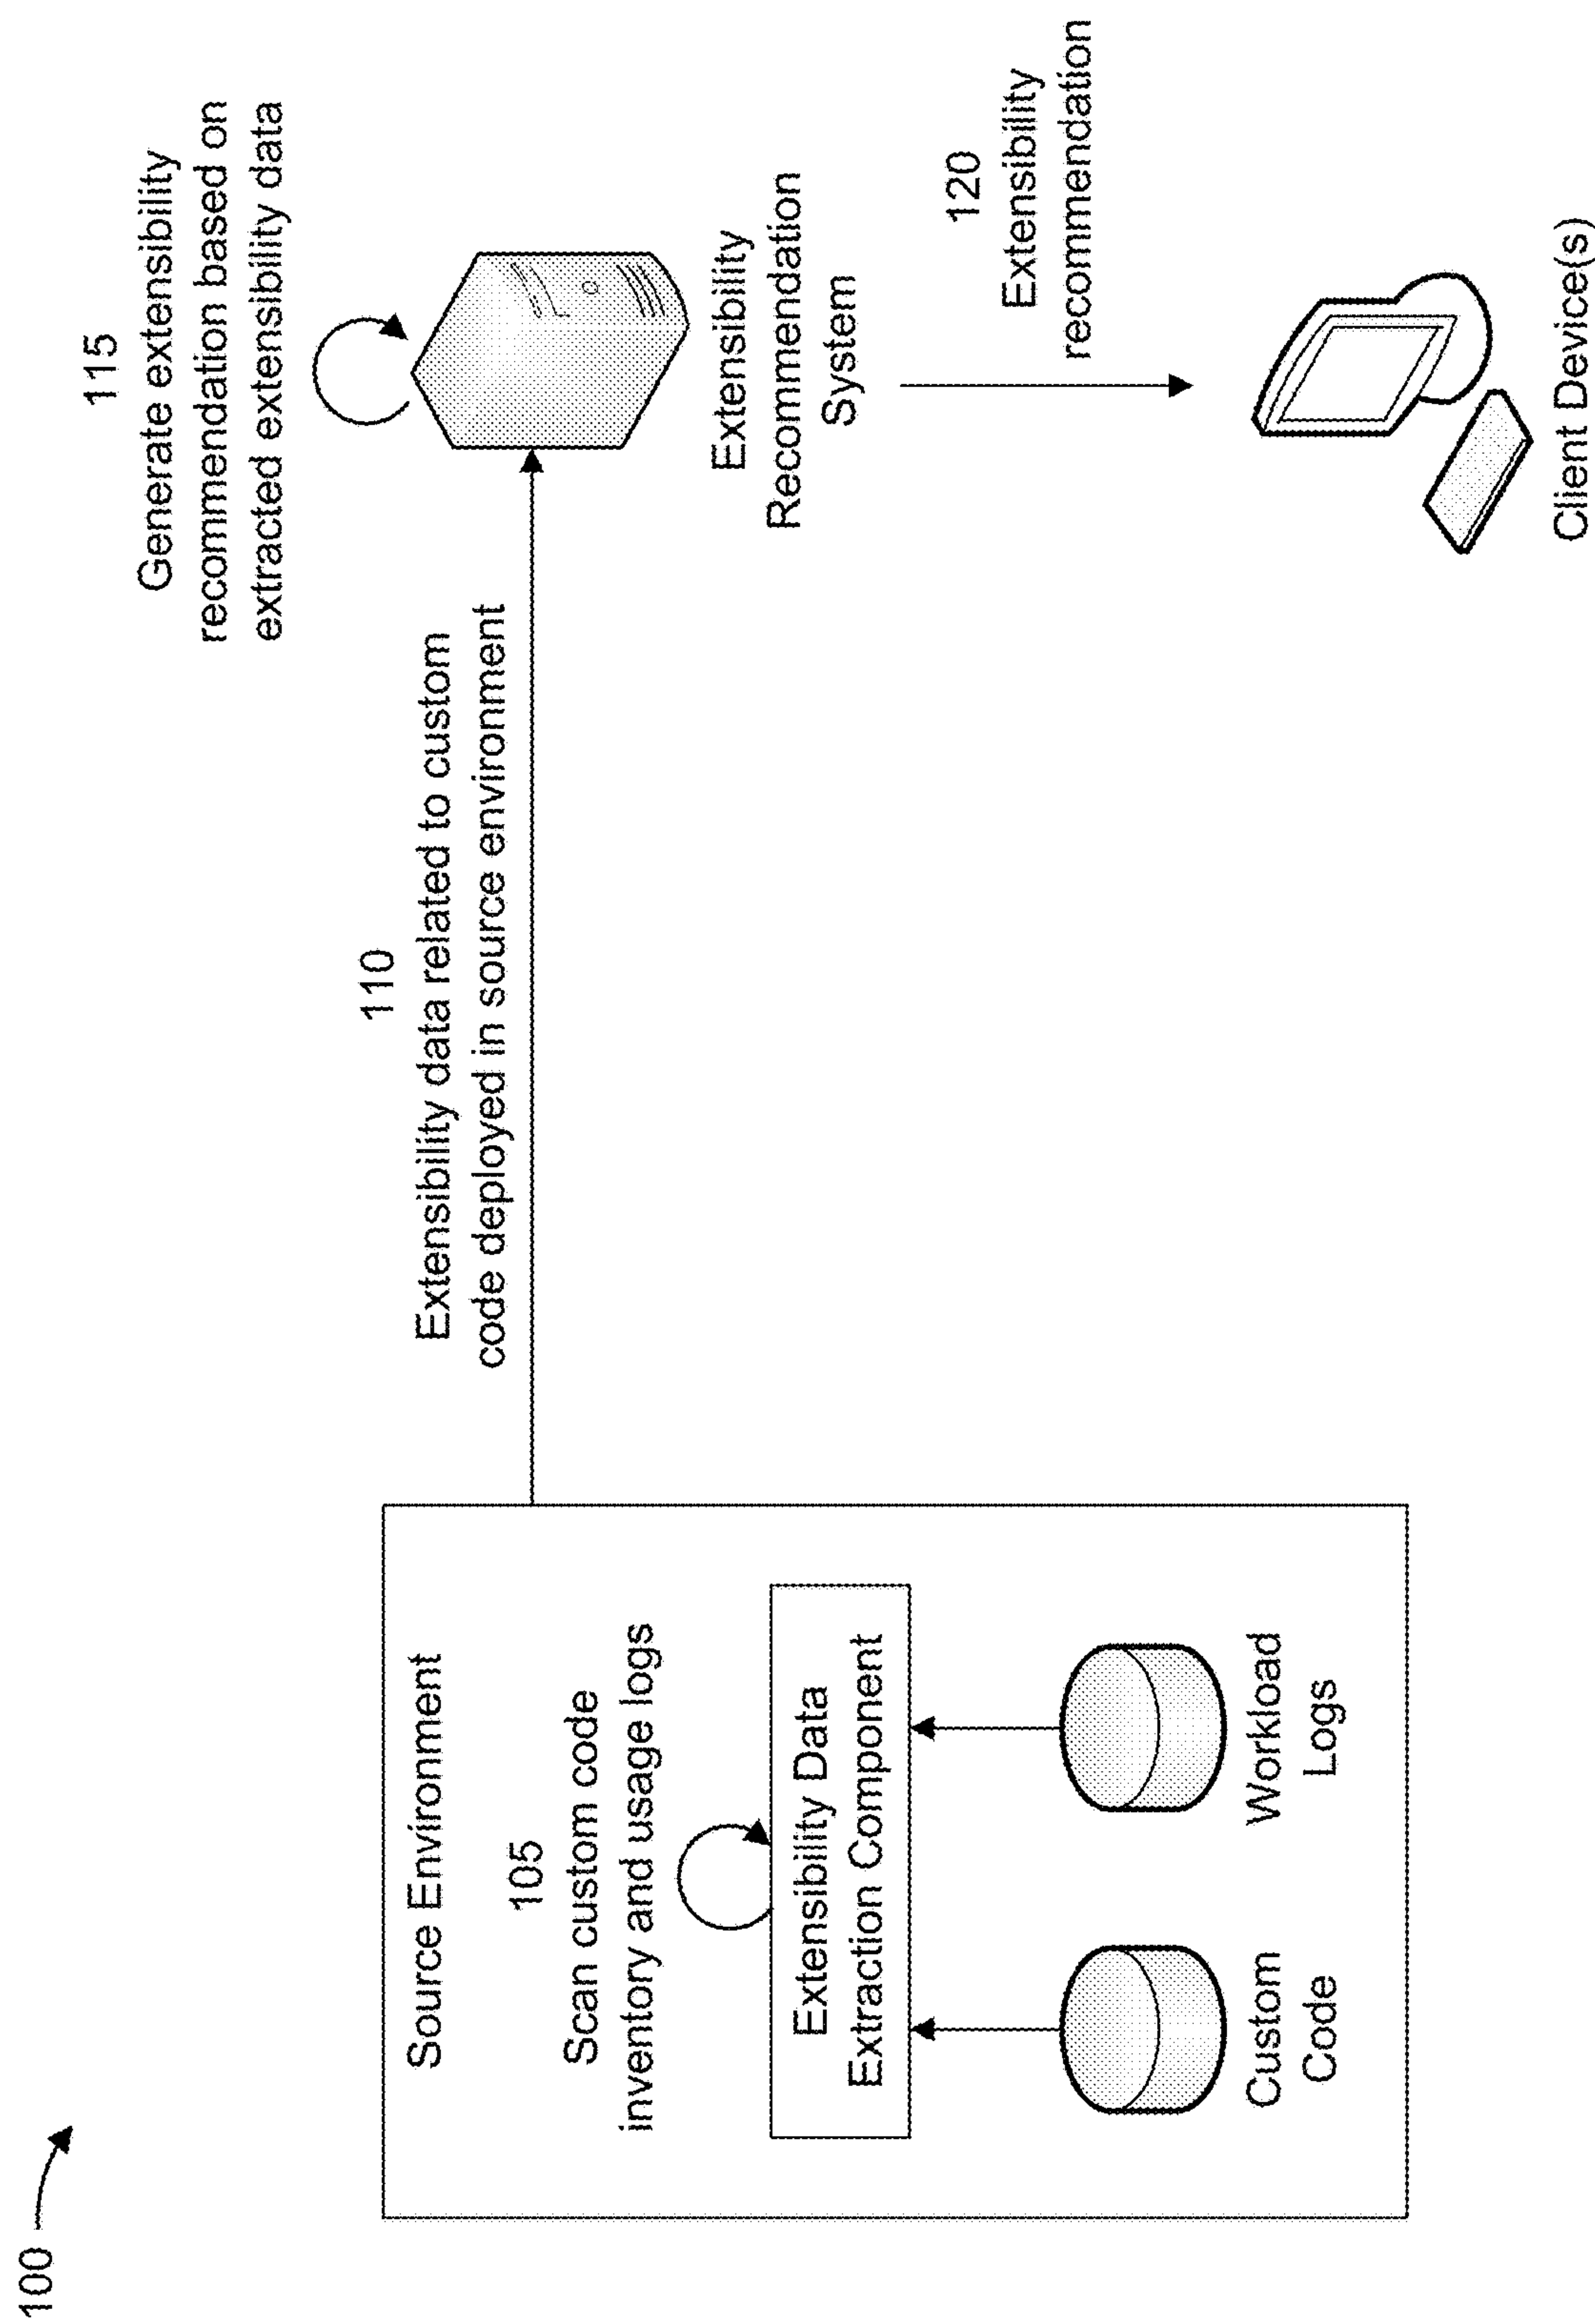 100
Source Environment
105
Scan custom code
inventory and usage logs
Extensibility Data
Extraction Component
Custom
Code
Workload
Logs
110
Extensibility data related to custom
code deployed in source environment
115
Generate extensibility
recommendation based on
extracted extensibility data
Extensibility
Recommendation
System
120
Extensibility
recommendation
Client Device(s)